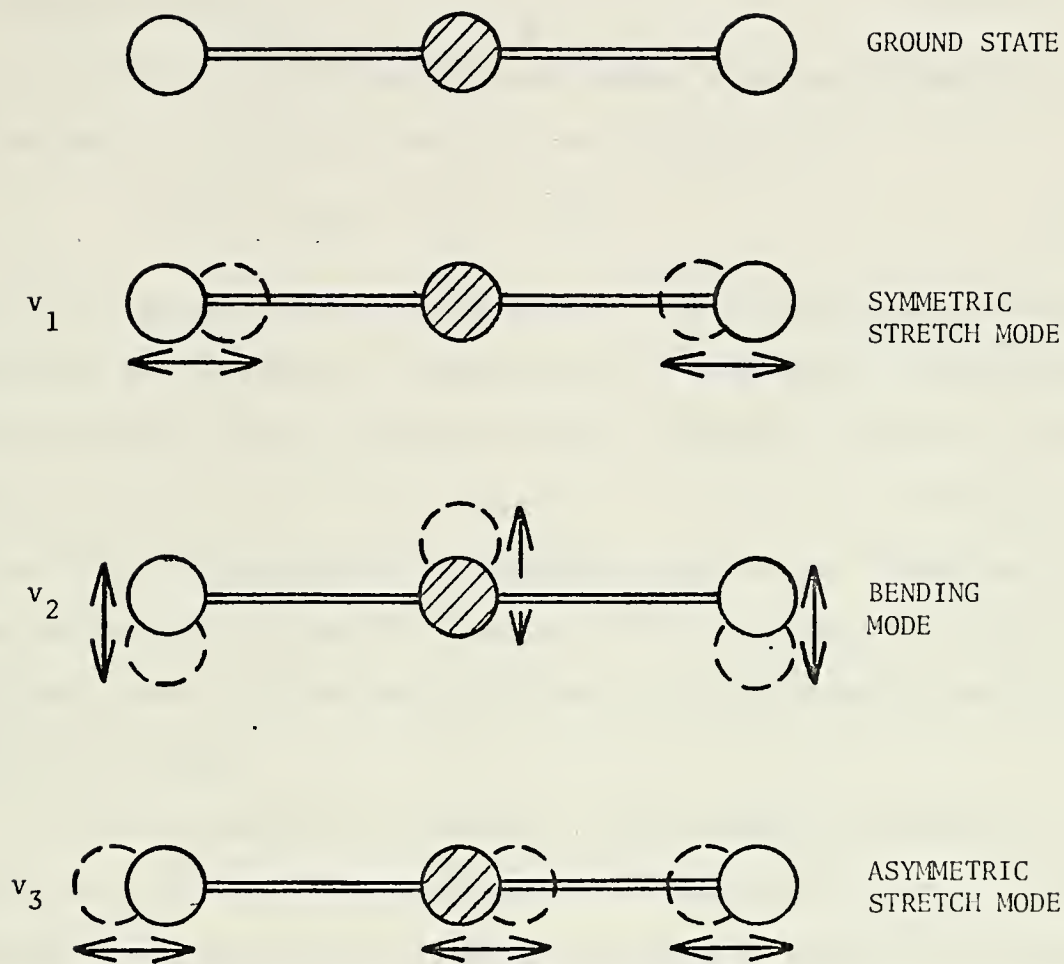 GROUND STATE
v1
SYMMETRIC
STRETCH MODE
v2
BENDING
MODE
v3
ASYMMETRIC
STRETCH MODE